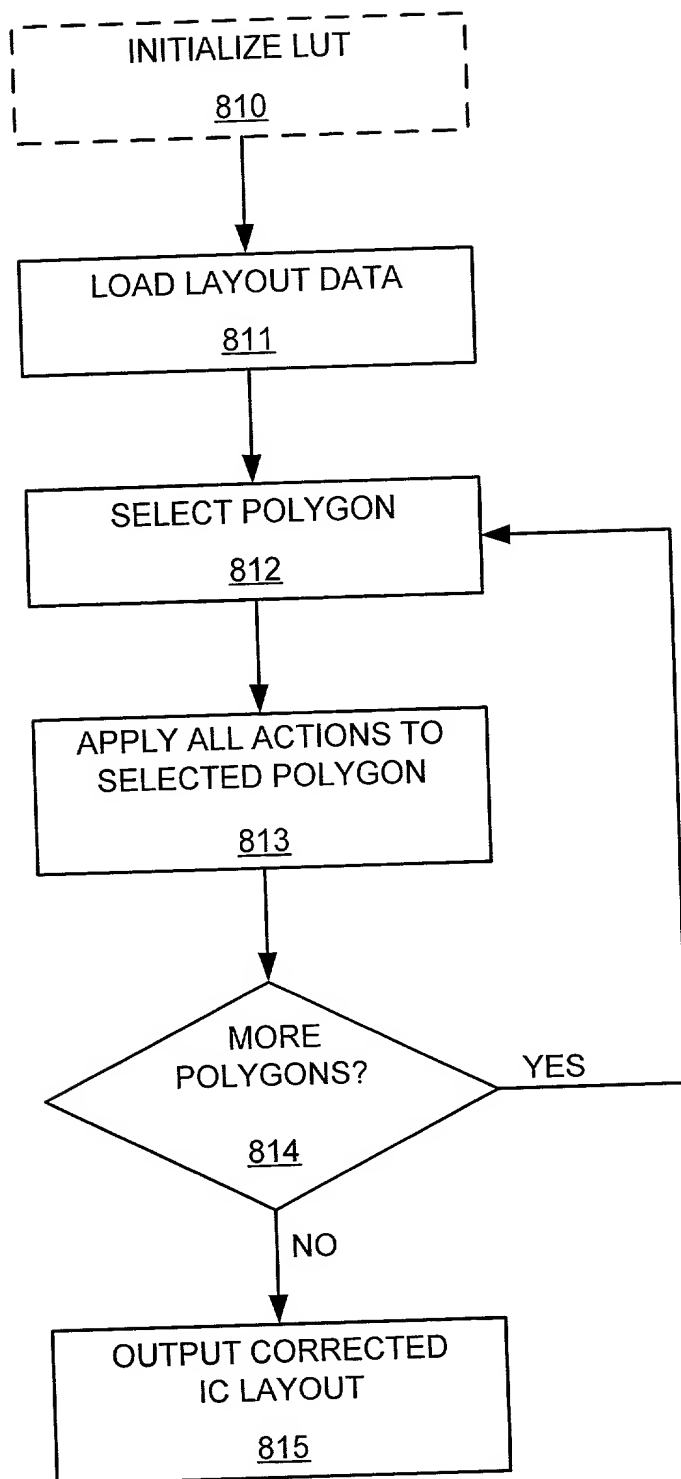 INITIALIZE LUT
810
LOAD LAYOUT DATA
811
SELECT POLYGON
812
APPLY ALL ACTIONS TO
SELECTED POLYGON
813
MORE
POLYGONS?
814
YES
NO
OUTPUT CORRECTED
IC LAYOUT
815